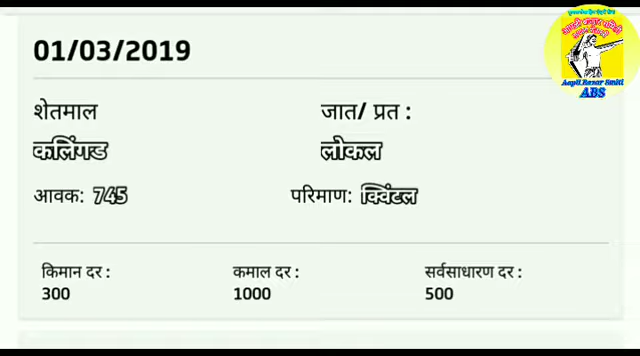 01/03/2019
शेतमाल
जात/ प्रत :
कलिंगड
लोकल
आवक: 745
परिमाण: क्विंटल
किमान दर :
कमाल दर :
सर्वसाधारण दर :
300
1000
500
Aapli Bazar Smiti
ABS